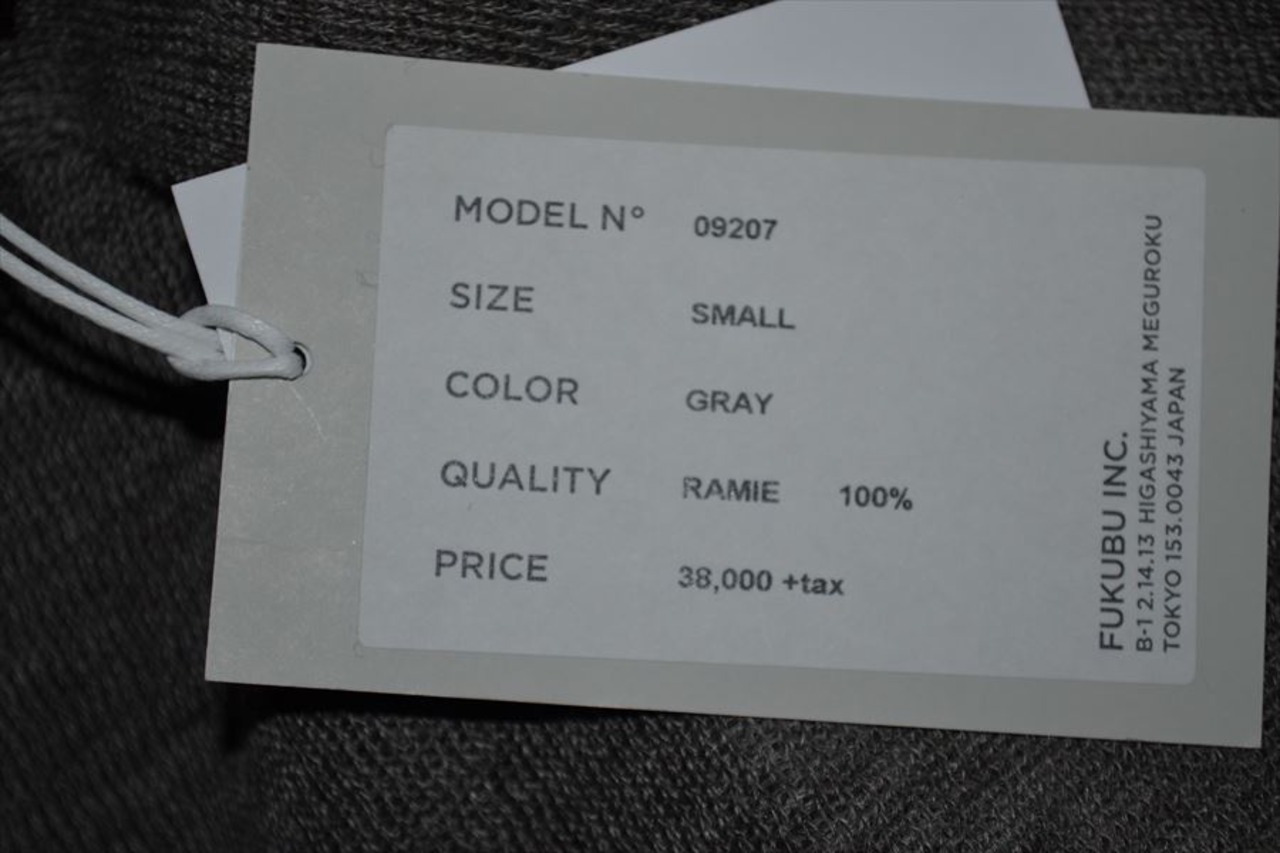 MODEL Nº 09207
SIZE SMALL
COLOR GRAY
QUALITY RAMIE 100%
PRICE 38,000 +tax
FUKUBU INC.
B-1 2.14.13 HIGASHIYAMA MEGUROKU
TOKYO 153.0043 JAPAN